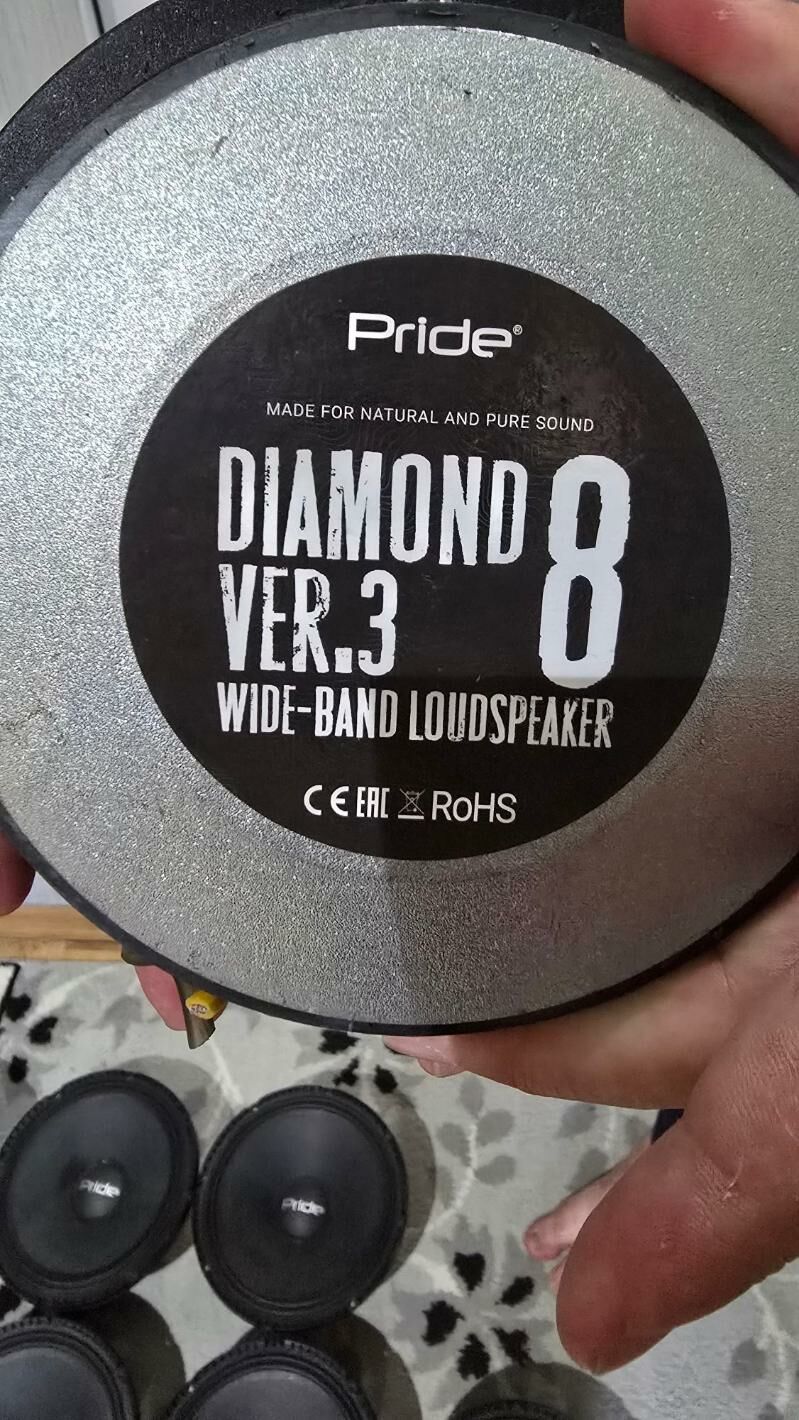 Pride®
MADE FOR NATURAL AND PURE SOUND
DIAMOND 8
VER.3
WIDE-BAND LOUDSPEAKER
CE EAC RoHS
Pride
Pride